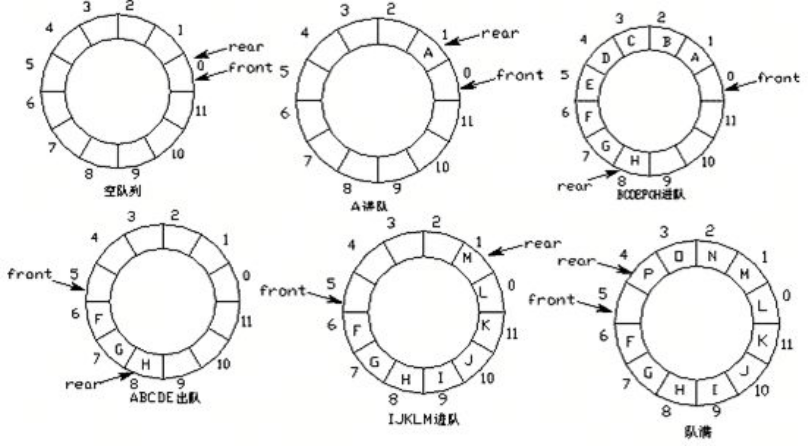 3 2
4 1
rear
5 0 front
6 11
7 10
8 9
空队列
3 2
4 1 rear
A
5 0 front
6 11
7 10
8 9
A进队
3 2
4 D C B A 1
5 E 0 front
6 F 11
7 G H 10
rear 8 9
BCDEFGH进队
3 2
4 1
front 5 0
6 F 11
7 G H 10
rear 8 9
ABCDE出队
3 2
4 1 rear
M
front 5 L 0
6 F K 11
7 G H I J 10
8 9
IJKLM进队
3 2
rear 4 P O N M 1
front 5 L 0
6 F K 11
7 G H I J 10
8 9
队满